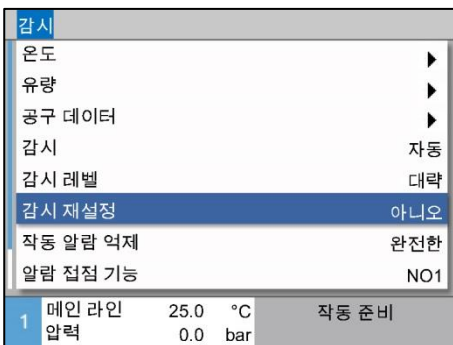 감시
온도
유량
공구 데이터
감시 자동
감시 레벨 대략
감시 재설정 아니오
작동 알람 억제 완전한
알람 접점 기능 NO1
1 메인 라인 25.0 °C 작동 준비
압력 0.0 bar